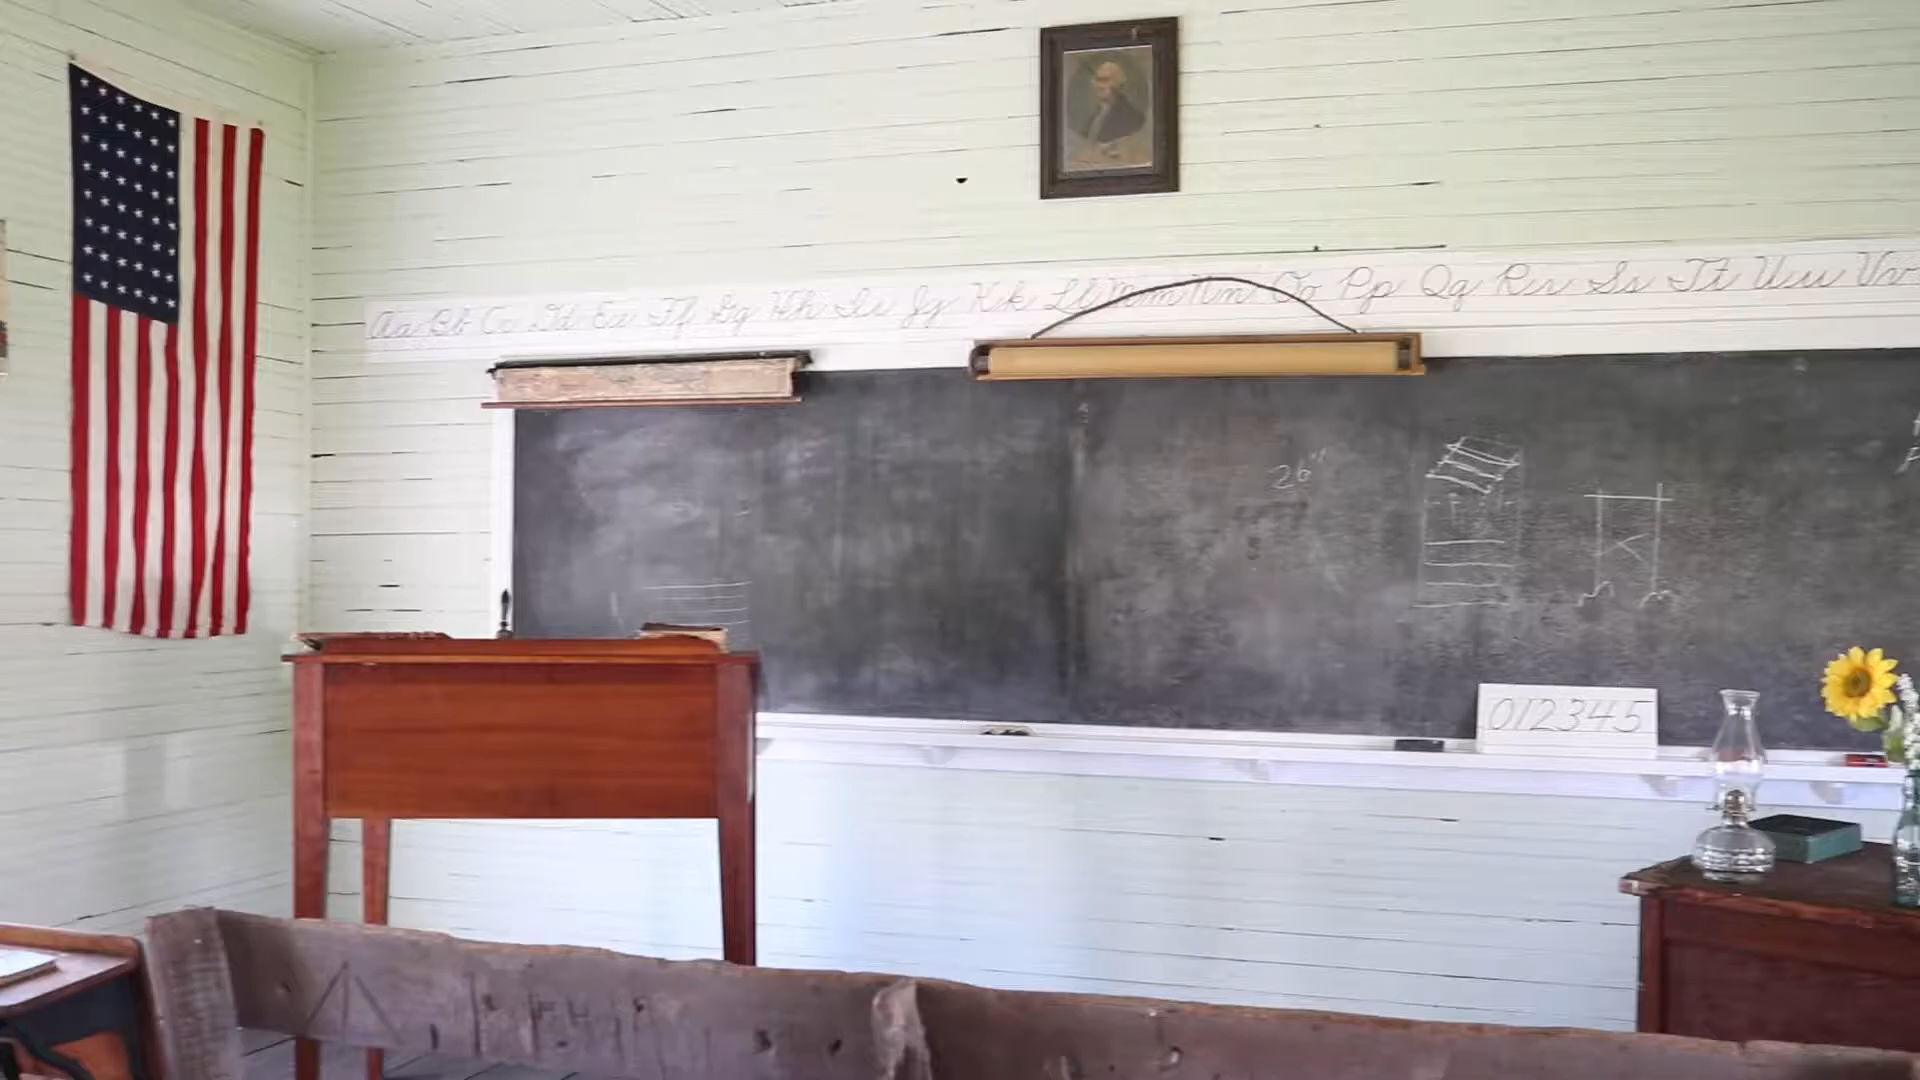 Aa Bb Cc Dd Ee Ff Gg Hh Ii Jj Kk Ll Mm Nn Oo Pp Qq Rr Ss Tt Uu Vv
26"
012345